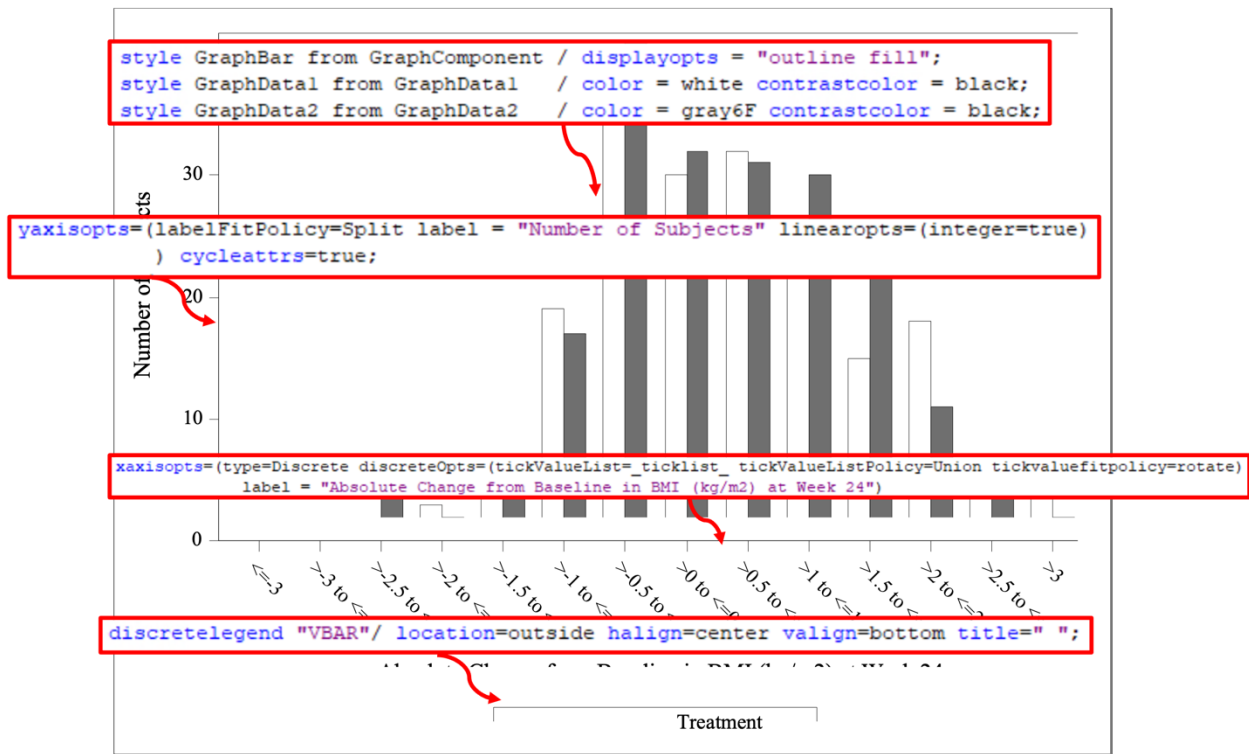 style GraphBar from GraphComponent / displayopts = "outline fill";
style GraphData1 from GraphData1 / color = white contrastcolor = black;
style GraphData2 from GraphData2 / color = gray6F contrastcolor = black;
30
yaxisopts=(labelFitPolicy=Split label = "Number of Subjects" linearopts=(integer=true)
) cycleattrs=true;
Number of
20
10
xaxisopts=(type=Discrete discreteOpts=(tickValueList=_ticklist_ tickValueListPolicy=Union tickvaluefitpolicy=rotate)
label = "Absolute Change from Baseline in BMI (kg/m2) at Week 24")
0
<=-3
>-3 to <=
>-2.5 to
>-2 to <=
>-1.5 to
>-1 to <=
>-0.5 to
>0 to <=0
>0.5 to <
>1 to <=1
>1.5 to <
>2 to <=2
>2.5 to <
>3
discretelegend "VBAR"/ location=outside halign=center valign=bottom title=" ";
Treatment